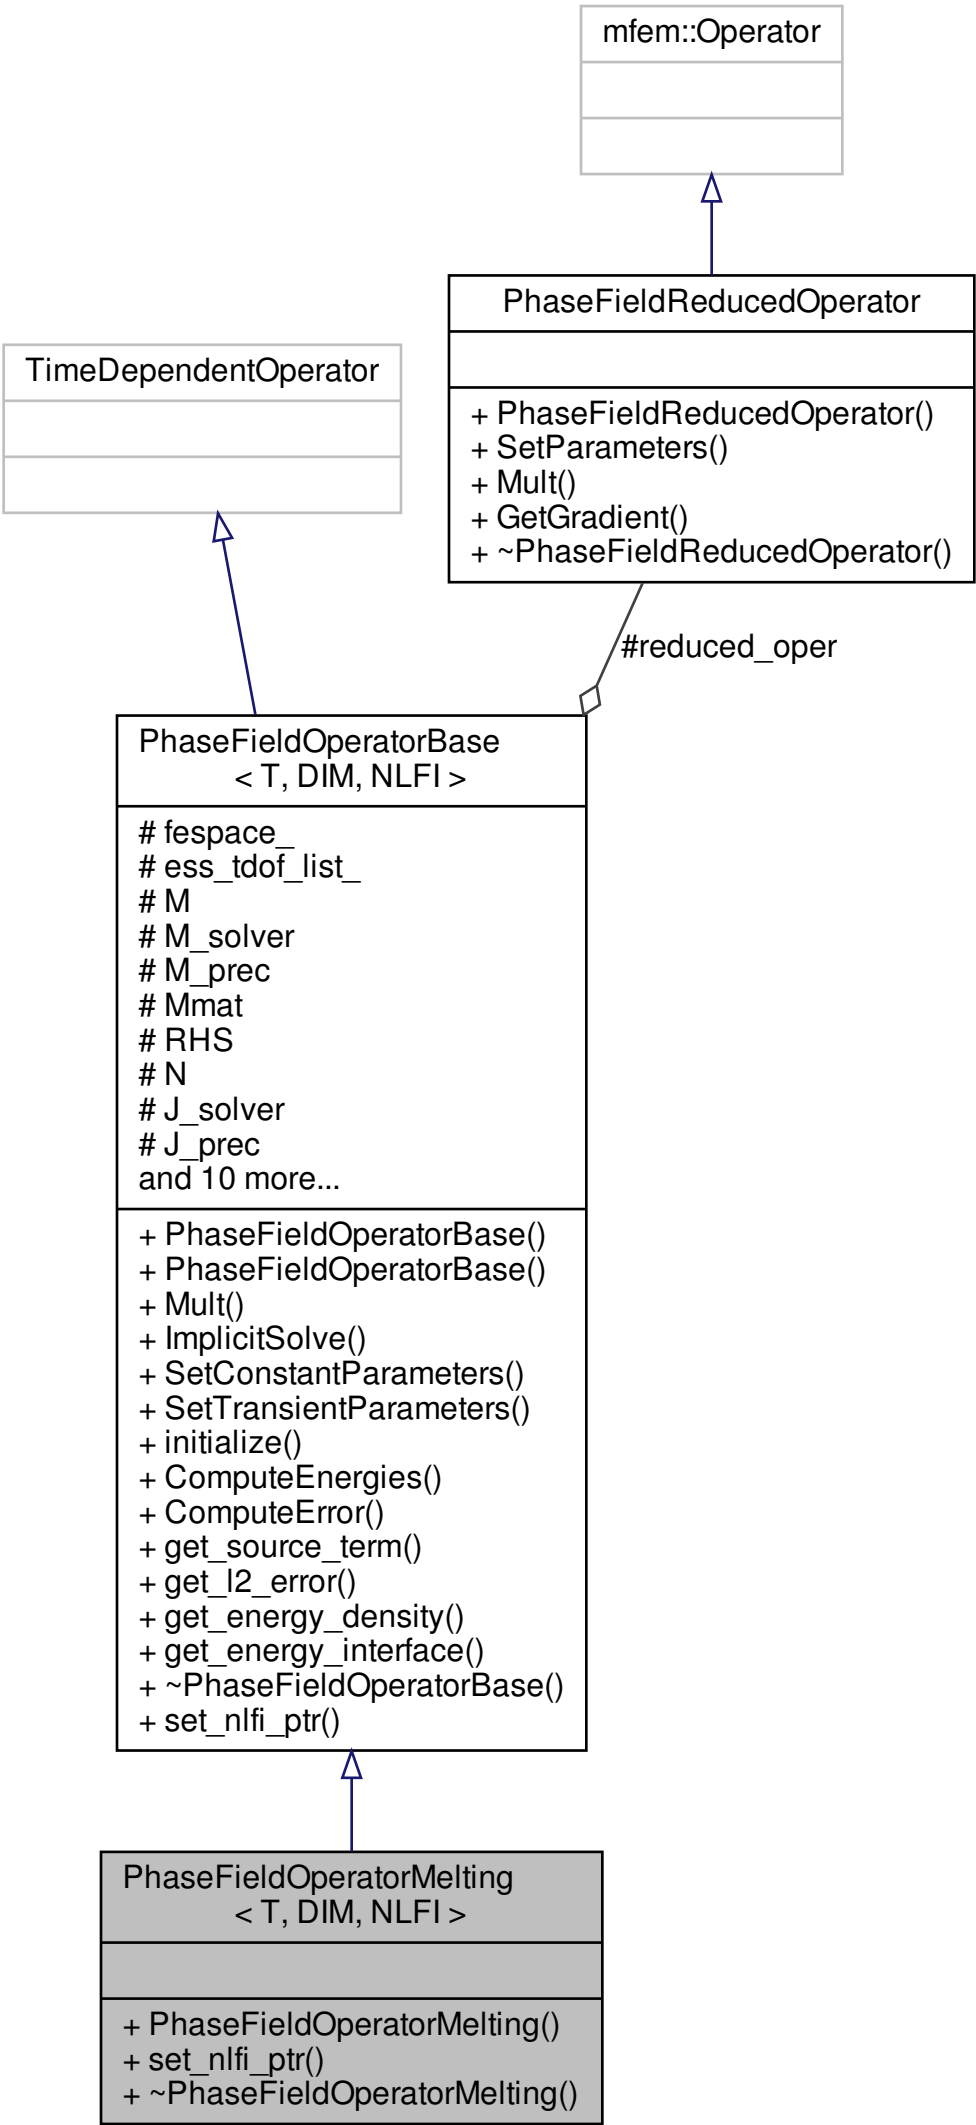 mfem::Operator
PhaseFieldReducedOperator
+ PhaseFieldReducedOperator()
+ SetParameters()
+ Mult()
+ GetGradient()
+ ~PhaseFieldReducedOperator()
TimeDependentOperator
#reduced_oper
PhaseFieldOperatorBase
< T, DIM, NLFI >
# fespace_
# ess_tdof_list_
# M
# M_solver
# M_prec
# Mmat
# RHS
# N
# J_solver
# J_prec
and 10 more...
+ PhaseFieldOperatorBase()
+ PhaseFieldOperatorBase()
+ Mult()
+ ImplicitSolve()
+ SetConstantParameters()
+ SetTransientParameters()
+ initialize()
+ ComputeEnergies()
+ ComputeError()
+ get_source_term()
+ get_l2_error()
+ get_energy_density()
+ get_energy_interface()
+ ~PhaseFieldOperatorBase()
+ set_nlfi_ptr()
PhaseFieldOperatorMelting
< T, DIM, NLFI >
+ PhaseFieldOperatorMelting()
+ set_nlfi_ptr()
+ ~PhaseFieldOperatorMelting()